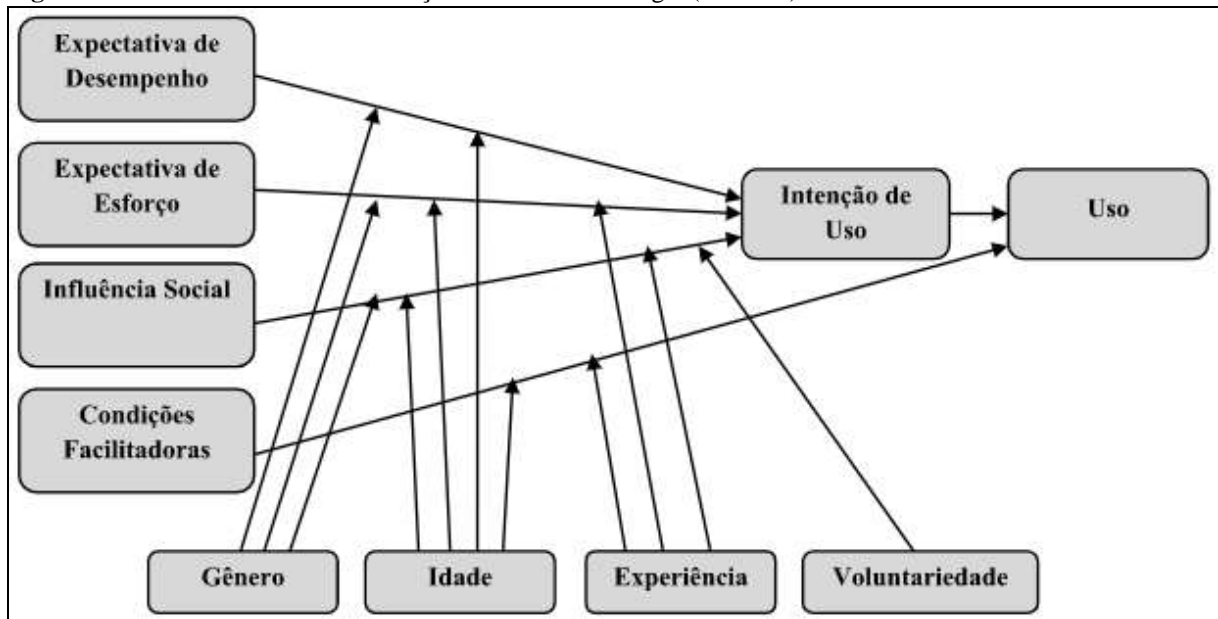 Expectativa de
Desempenho
Expectativa de
Esforço
Influência Social
Condições
Facilitadoras
Intenção de
Uso
Uso
Gênero
Idade
Experiência
Voluntariedade